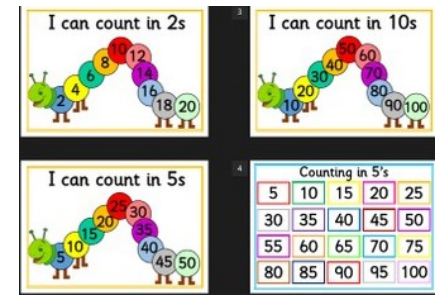 I can count in 2s
2 4 6 8 10 12 14 16 18 20
3
I can count in 10s
10 20 30 40 50 60 70 80 90 100
I can count in 5s
5 10 15 20 25 30 35 40 45 50
4
Counting in 5's
5 10 15 20 25
30 35 40 45 50
55 60 65 70 75
80 85 90 95 100